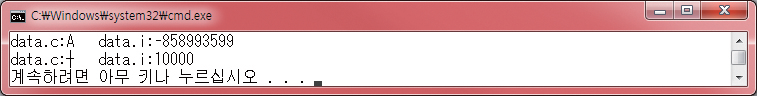 C:₩Windows₩system32₩cmd.exe
data.c:A data.i:-858993599
data.c:┼ data.i:10000
계속하려면 아무 키나 누르십시오 . . .